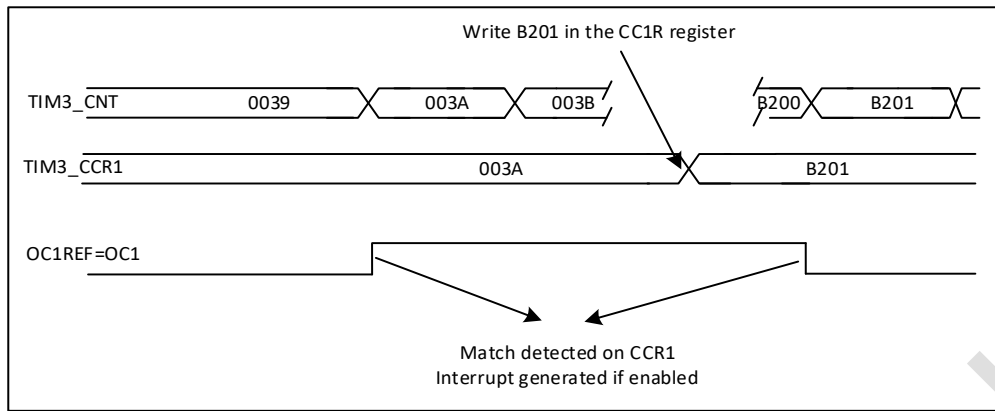 Write B201 in the CC1R register
TIM3_CNT 0039 003A 003B B200 B201
TIM3_CCR1 003A B201
OC1REF=OC1
Match detected on CCR1
Interrupt generated if enabled